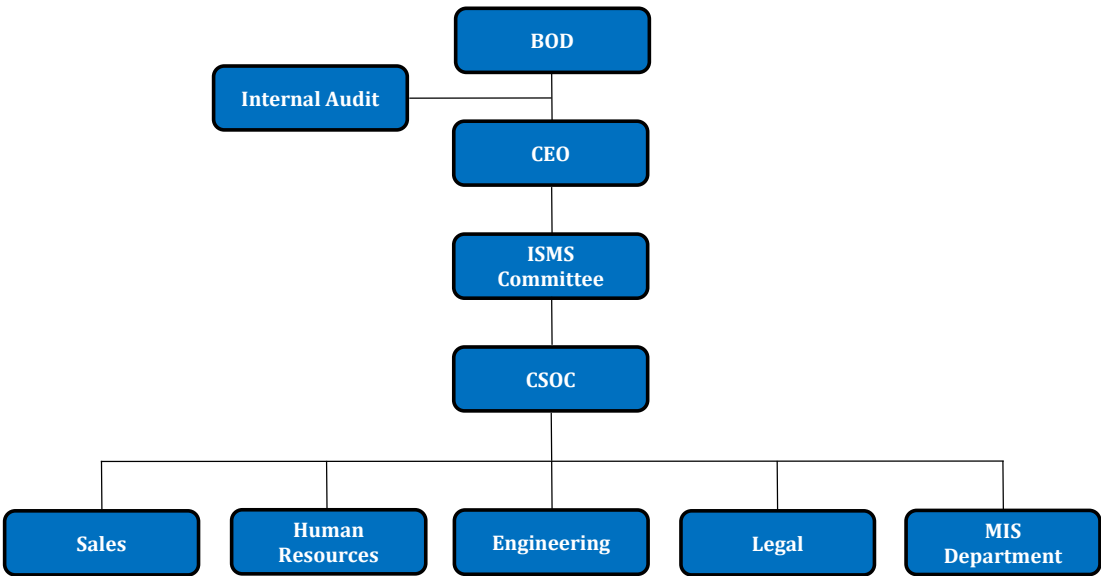 BOD
Internal Audit
CEO
ISMS
Committee
CSOC
Sales
Human
Resources
Engineering
Legal
MIS
Department